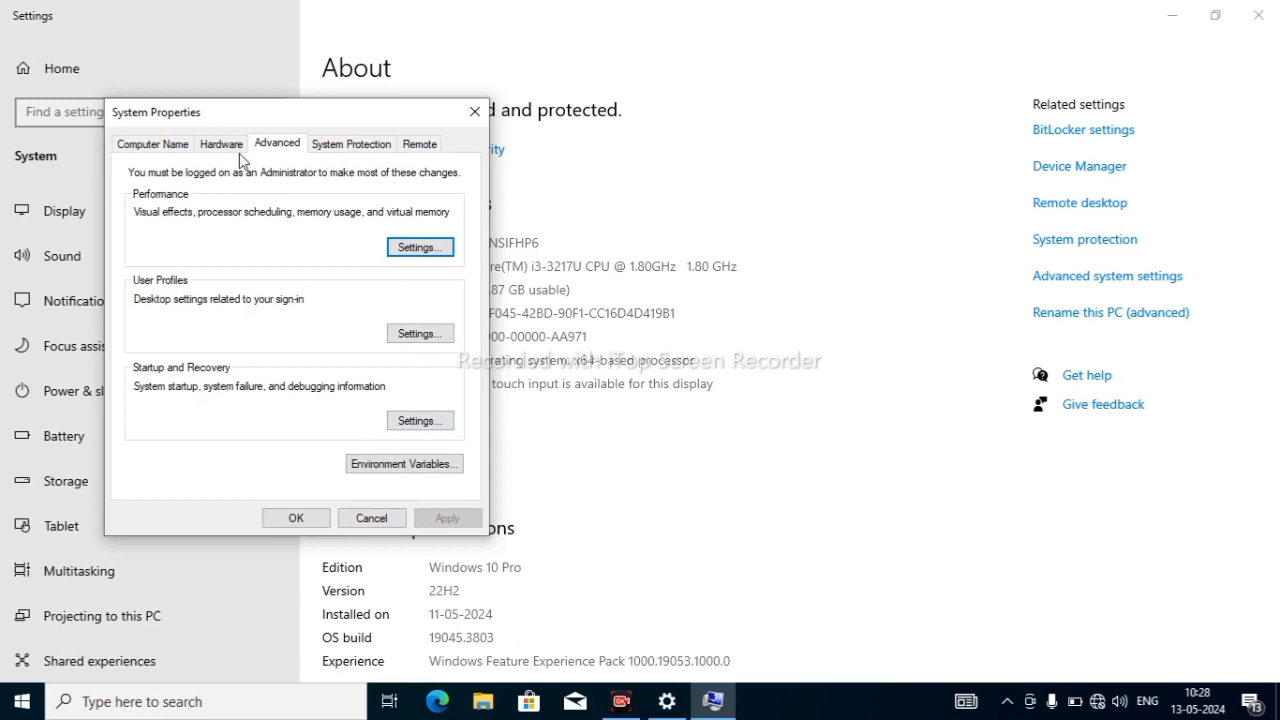 Settings
Home
Find a setting
System
Display
Sound
Notificatio
Focus assis
Power & sl
Battery
Storage
Tablet
Multitasking
Projecting to this PC
Shared experiences
About
d and protected.
rity
s
NSIFHP6
re(TM) i3-3217U CPU @ 1.80GHz 1.80 GHz
.87 GB usable)
F045-42BD-90F1-CC16D4D419B1
000-00000-AA971
rating system, x64-based processor
touch input is available for this display
Recorded with iTop Screen Recorder
System Properties
Computer Name
Hardware
Advanced
System Protection
Remote
You must be logged on as an Administrator to make most of these changes.
Performance
Visual effects, processor scheduling, memory usage, and virtual memory
Settings...
User Profiles
Desktop settings related to your sign-in
Settings...
Startup and Recovery
System startup, system failure, and debugging information
Settings...
Environment Variables...
OK
Cancel
Apply
ons
Edition Windows 10 Pro
Version 22H2
Installed on 11-05-2024
OS build 19045.3803
Experience Windows Feature Experience Pack 1000.19053.1000.0
Related settings
BitLocker settings
Device Manager
Remote desktop
System protection
Advanced system settings
Rename this PC (advanced)
Get help
Give feedback
Type here to search
ENG
10:28
13-05-2024
13